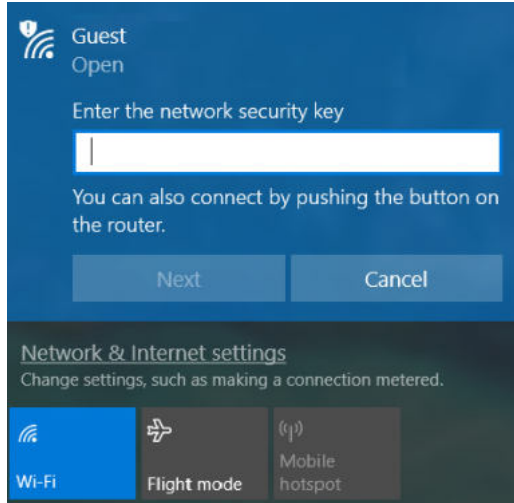 Guest
Open
Enter the network security key
You can also connect by pushing the button on
the router.
Next
Cancel
Network & Internet settings
Change settings, such as making a connection metered.
Wi-Fi
Flight mode
Mobile
hotspot